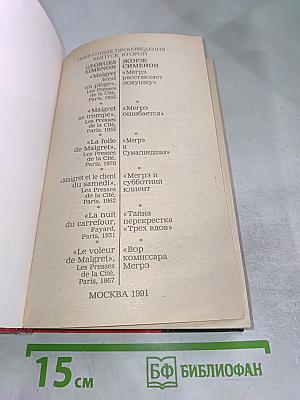 ИЗБРАННЫЕ ПРОИЗВЕДЕНИЯ
ВЫПУСК ВТОРОЙ
GEORGES
SIMENON
«Maigret
tend
un piège»,
Les Presses
de la Cité,
Paris, 1955
ЖОРЖ
СИМЕНОН
«Мегрэ
расставляет
ловушку»
«Maigret
se trompe»,
Les Presses
de la Cité,
Paris, 1953
«Мегрэ
ошибается»
«La folle
de Maigret»,
Les Presses
de la Cité,
Paris, 1970
«Мегрэ
и
Сумасшедшая»
«Maigret et le client
du samedi»,
Les Presses
de la Cité,
Paris, 1962
«Мегрэ и
субботний
клиент
«La nuit
du carrefour,
Fayard,
Paris, 1931
«Тайна
перекрестка
«Трех вдов»
«Le voleur
de Maigret»,
Les Presses
de la Cité,
Paris, 1967
«Вор
комиссара
Мегрэ
МОСКВА 1991
15 см
БФ БИБЛИОФАН